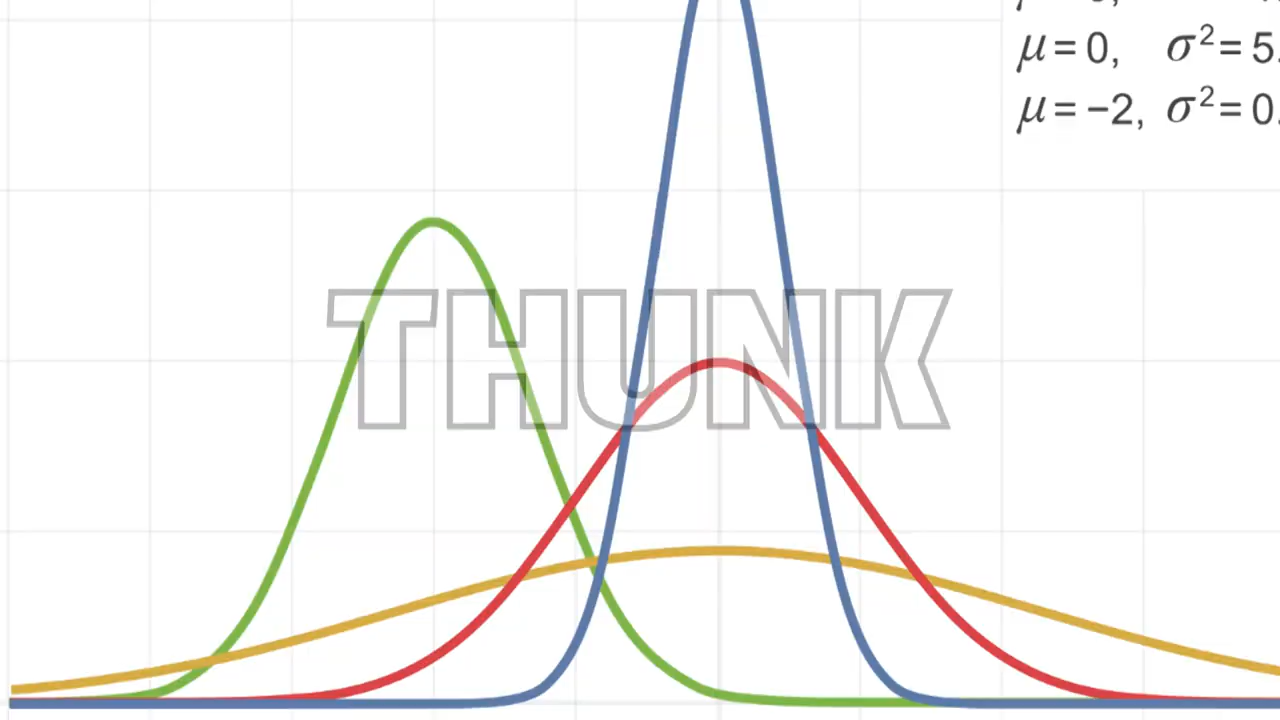 μ = 0, σ² = 5.
μ = −2, σ² = 0.
THUNK